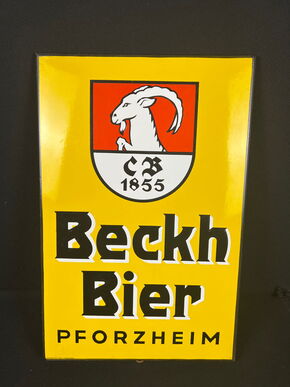 CB
1855
Beckh
Bier
PFORZHEIM